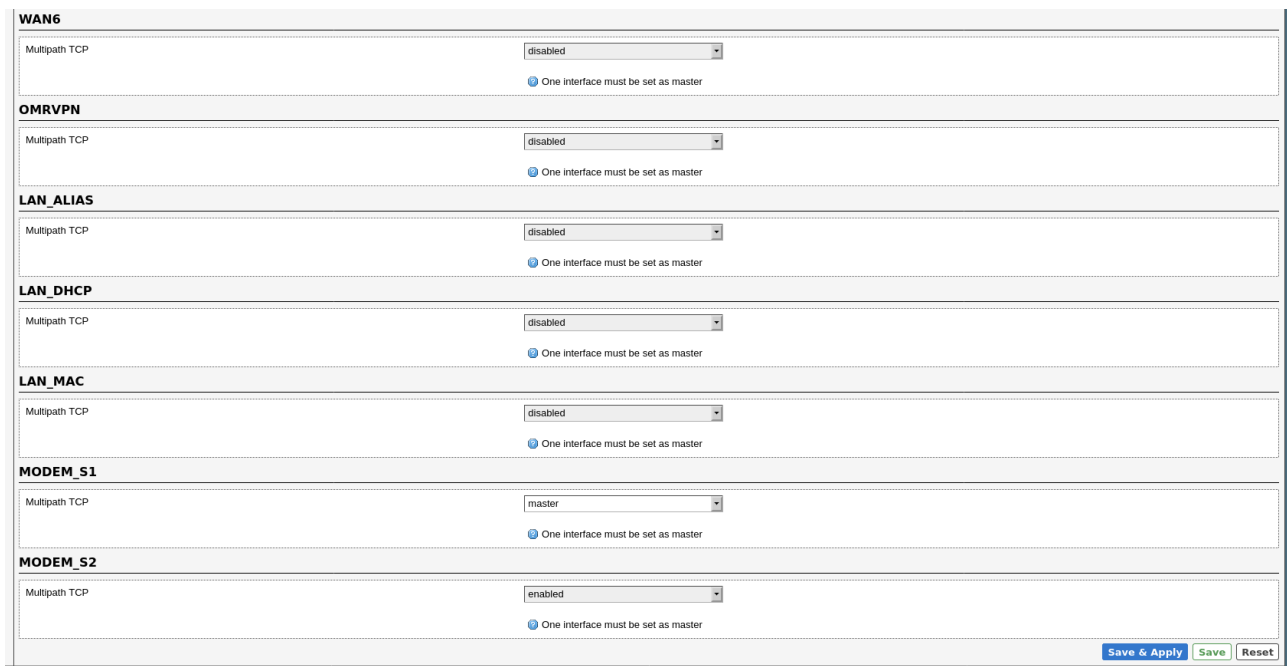 WAN6
Multipath TCP
disabled
One interface must be set as master
OMRVPN
Multipath TCP
disabled
One interface must be set as master
LAN_ALIAS
Multipath TCP
disabled
One interface must be set as master
LAN_DHCP
Multipath TCP
disabled
One interface must be set as master
LAN_MAC
Multipath TCP
disabled
One interface must be set as master
MODEM_S1
Multipath TCP
master
One interface must be set as master
MODEM_S2
Multipath TCP
enabled
One interface must be set as master
Save & Apply Save Reset